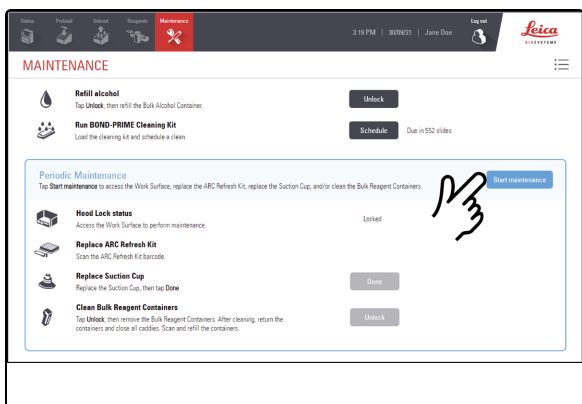 Status Preload Unload Reagents Maintenance
3:19 PM | 30/09/21 | Jane Doe
Log out
Leica
BIOSYSTEMS
MAINTENANCE
Refill alcohol
Tap Unlock, then refill the Bulk Alcohol Container.
Unlock
Run BOND-PRIME Cleaning Kit
Load the cleaning kit and schedule a clean.
Schedule Due in 552 slides
Periodic Maintenance
Tap Start maintenance to access the Work Surface, replace the ARC Refresh Kit, replace the Suction Cup, and/or clean the Bulk Reagent Containers.
Start maintenance
Hood Lock status
Access the Work Surface to perform maintenance.
Locked
Replace ARC Refresh Kit
Scan the ARC Refresh Kit barcode.
Replace Suction Cup
Replace the Suction Cup, then tap Done
Done
Clean Bulk Reagent Containers
Tap Unlock, then remove the Bulk Reagent Containers. After cleaning, return the
containers and close all caddies. Scan and refill the containers.
Unlock